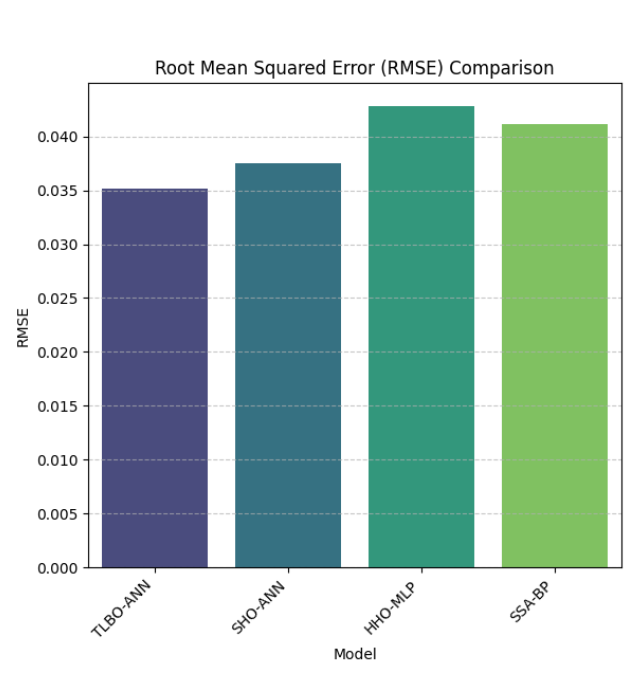 Root Mean Squared Error (RMSE) Comparison
0.040
0.035
0.030
0.025
0.020
0.015
0.010
0.005
0.000
RMSE
TLBO-ANN
SHO-ANN
HHO-MLP
SSA-BP
Model